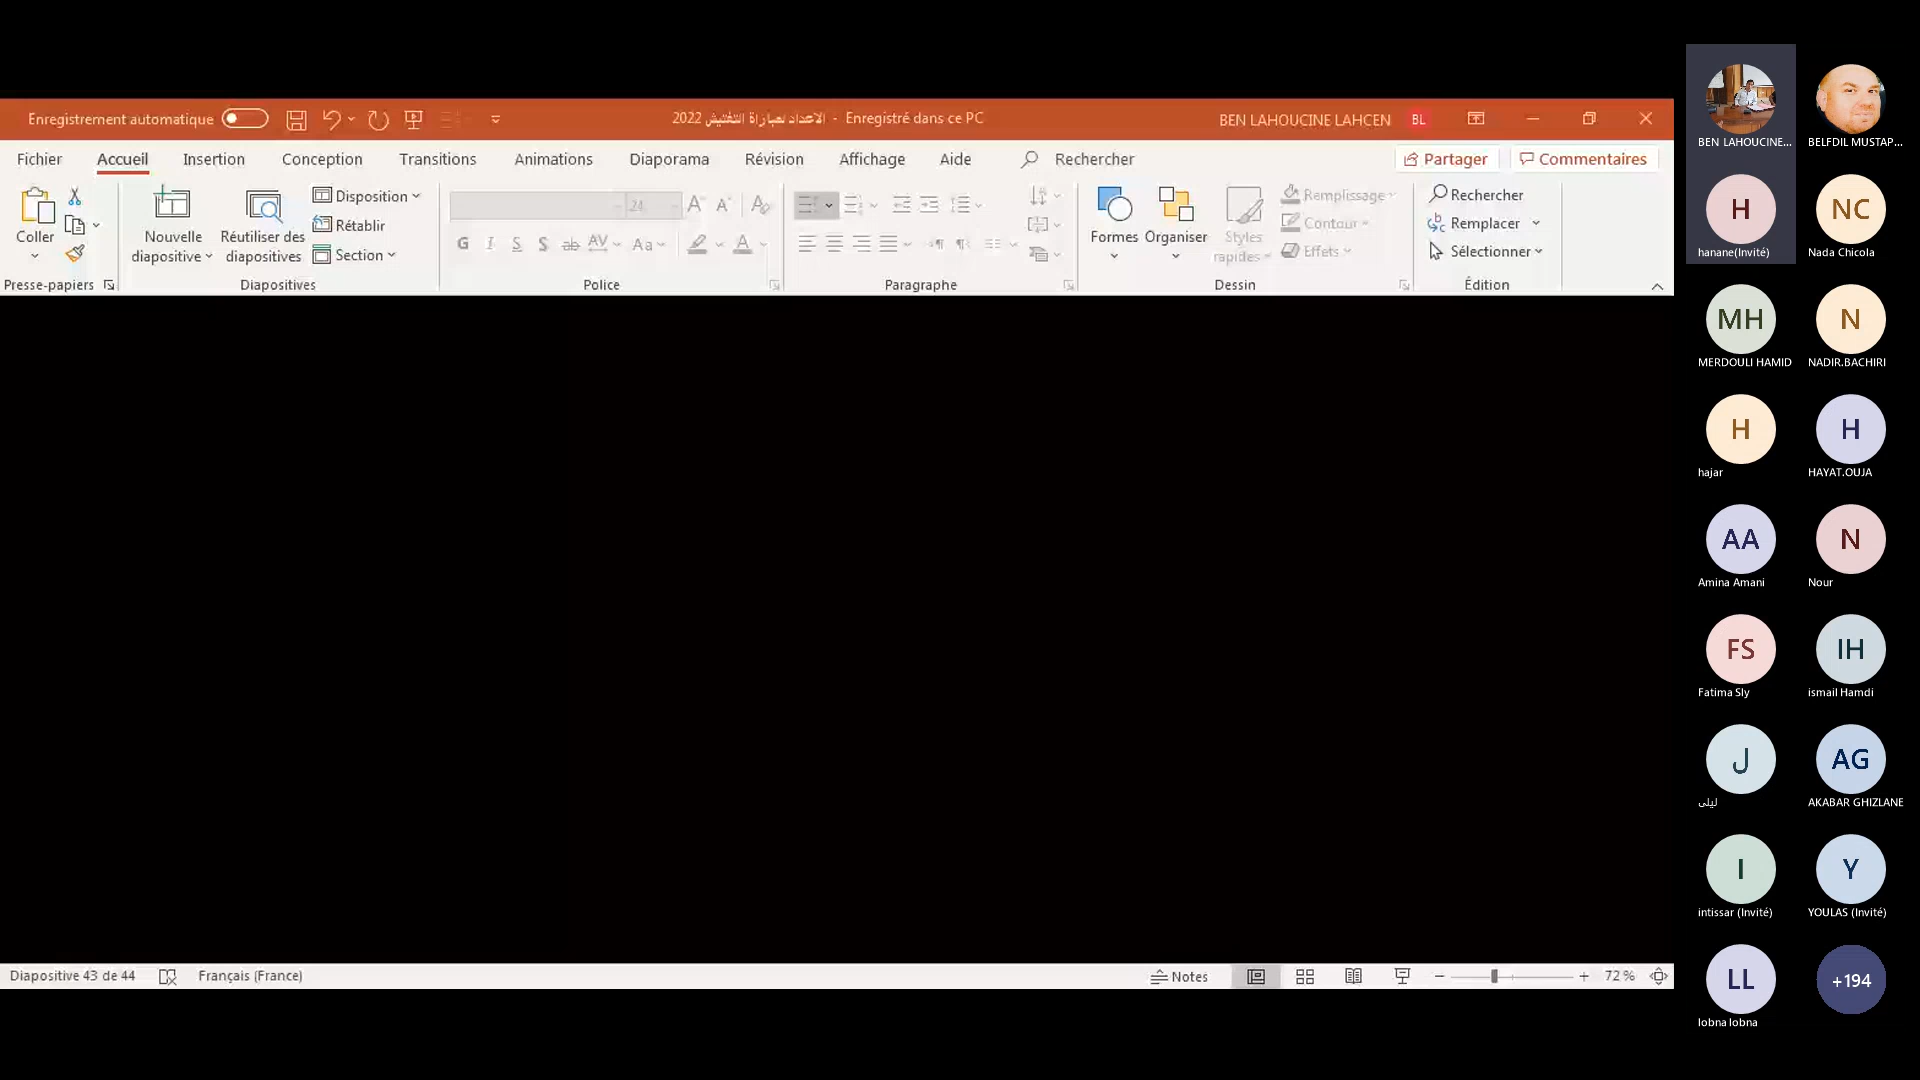 Enregistrement automatique
الاعداد لمباراة التفتيش 2022 - Enregistré dans ce PC
BEN LAHOUCINE LAHCEN BL
Fichier Accueil Insertion Conception Transitions Animations Diaporama Révision Affichage Aide Rechercher Partager Commentaires
Coller
Presse-papiers
Nouvelle diapositive
Réutiliser des diapositives
Disposition
Rétablir
Section
Diapositives
24
G I S S ab AV Aa A
Police
Paragraphe
Formes
Organiser
Styles rapides
Remplissage
Contour
Effets
Dessin
Rechercher
Remplacer
Sélectionner
Édition
Diapositive 43 de 44 Français (France) Notes 72 %
BEN LAHOUCINE...
BELFDIL MUSTAP...
H
hanane(Invité)
NC
Nada Chicola
MH
MERDOULI HAMID
N
NADIR.BACHIRI
H
hajar
H
HAYAT.OUJA
AA
Amina Amani
N
Nour
FS
Fatima Sly
IH
ismail Hamdi
ل
ليلى
AG
AKABAR GHIZLANE
I
intissar (Invité)
Y
YOULAS (Invité)
LL
lobna lobna
+194